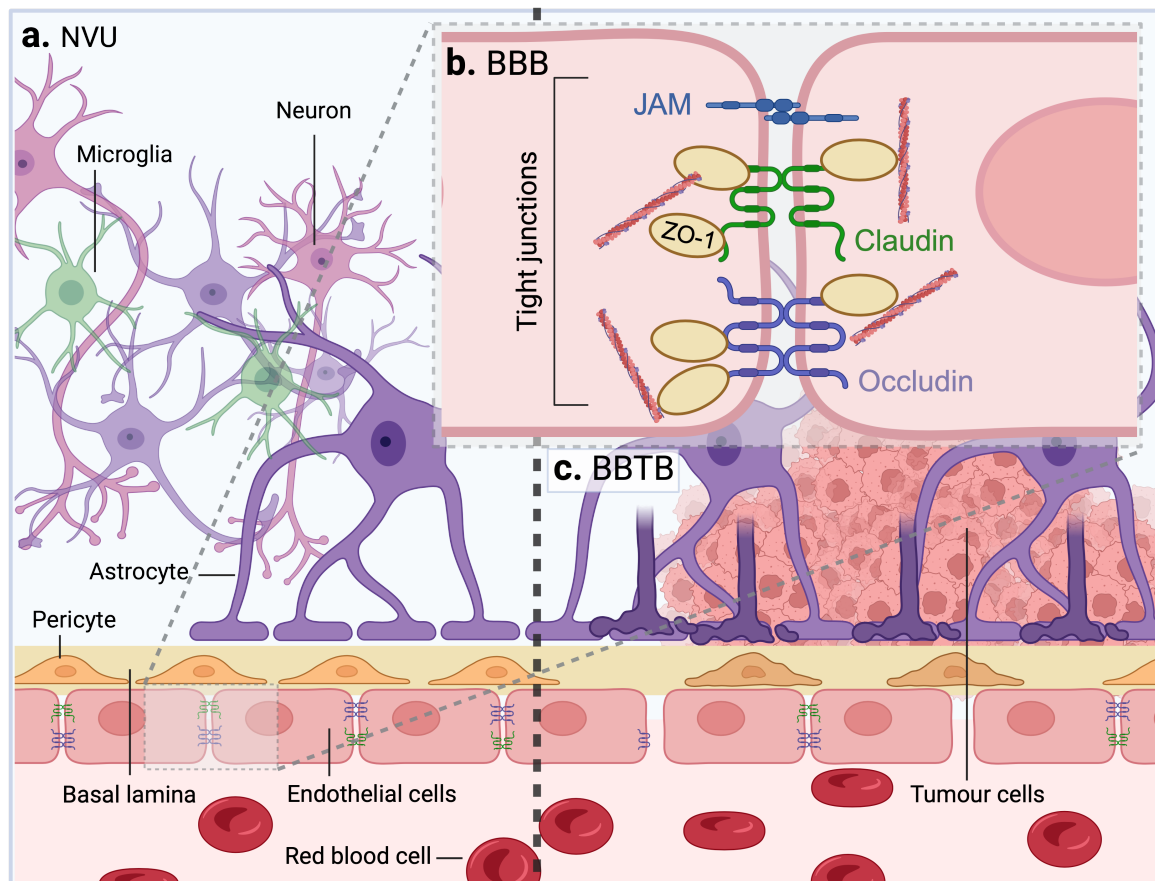 a. NVU
b. BBB
Neuron
Microglia
JAM
Tight junctions
ZO-1
Claudin
Occludin
c. BBTB
Astrocyte
Pericyte
Basal lamina
Endothelial cells
Tumour cells
Red blood cell